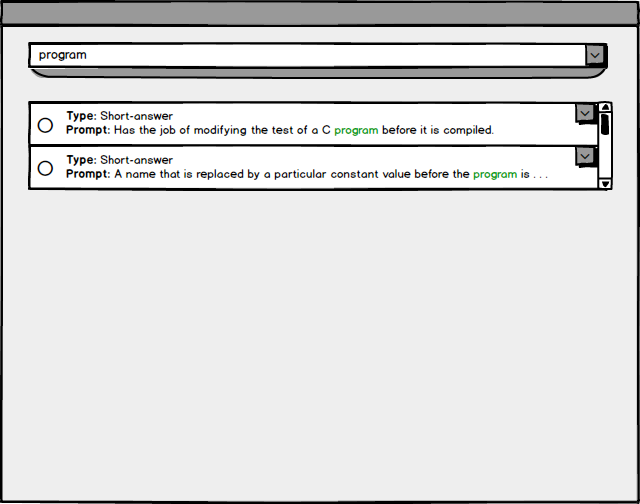 program
Type: Short-answer
Prompt: Has the job of modifying the test of a C program before it is compiled.
Type: Short-answer
Prompt: A name that is replaced by a particular constant value before the program is . . .